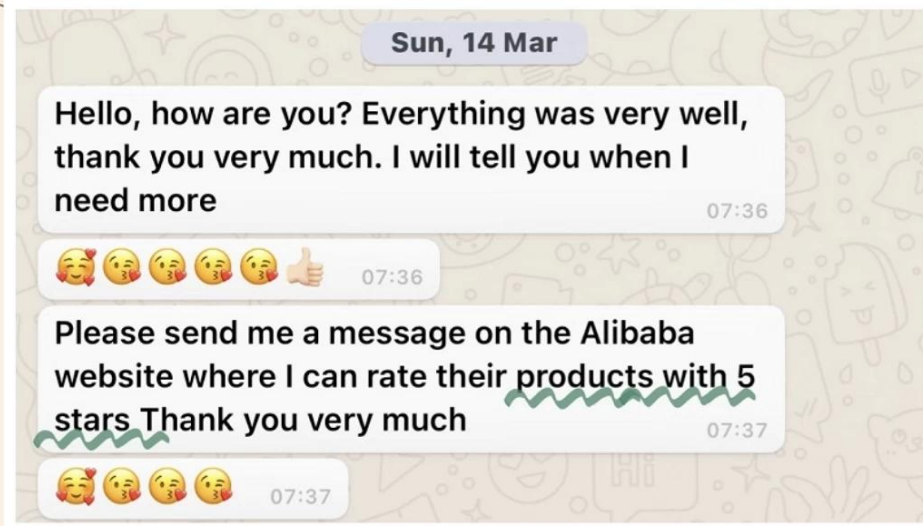 Sun, 14 Mar
Hello, how are you? Everything was very well,
thank you very much. I will tell you when I
need more
07:36
🥰😘😘😘😘👍🏻 07:36
Please send me a message on the Alibaba
website where I can rate their products with 5
stars Thank you very much
07:37
🥰😘😘😘 07:37